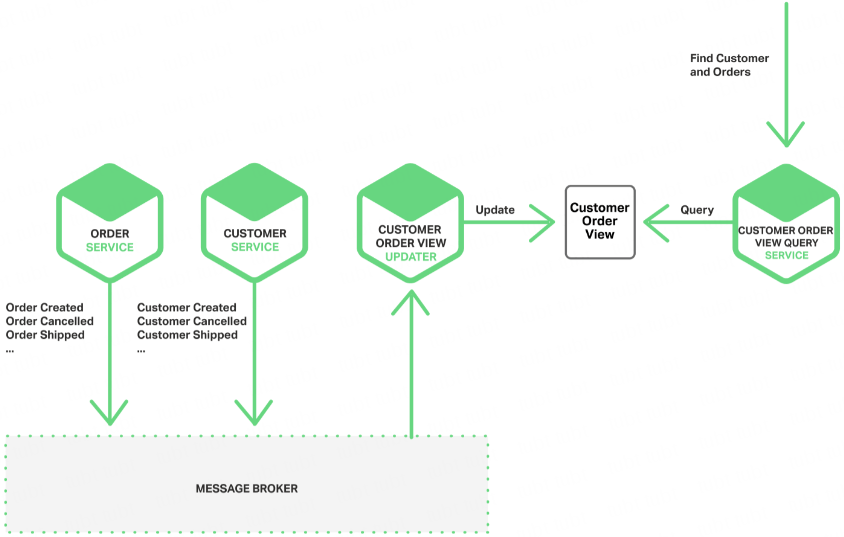 Find Customer
and Orders
ORDER
SERVICE
CUSTOMER
SERVICE
CUSTOMER
ORDER VIEW
UPDATER
Update
Customer
Order
View
Query
CUSTOMER ORDER
VIEW QUERY
SERVICE
Order Created
Order Cancelled
Order Shipped
...
Customer Created
Customer Cancelled
Customer Shipped
...
MESSAGE BROKER